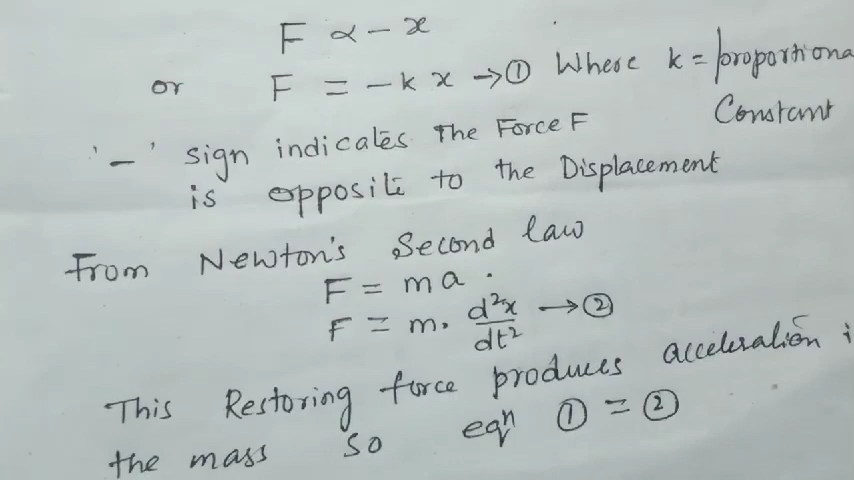 F ∝ - x
or F = - k x → ① Where k = proportiona
Constant
'-' sign indicates The Force F
is opposite to the Displacement
From Newton's Second law
F = ma.
F = m. d²x/dt² → ②
This Restoring force produces acceleration i
the mass so eqⁿ ① = ②